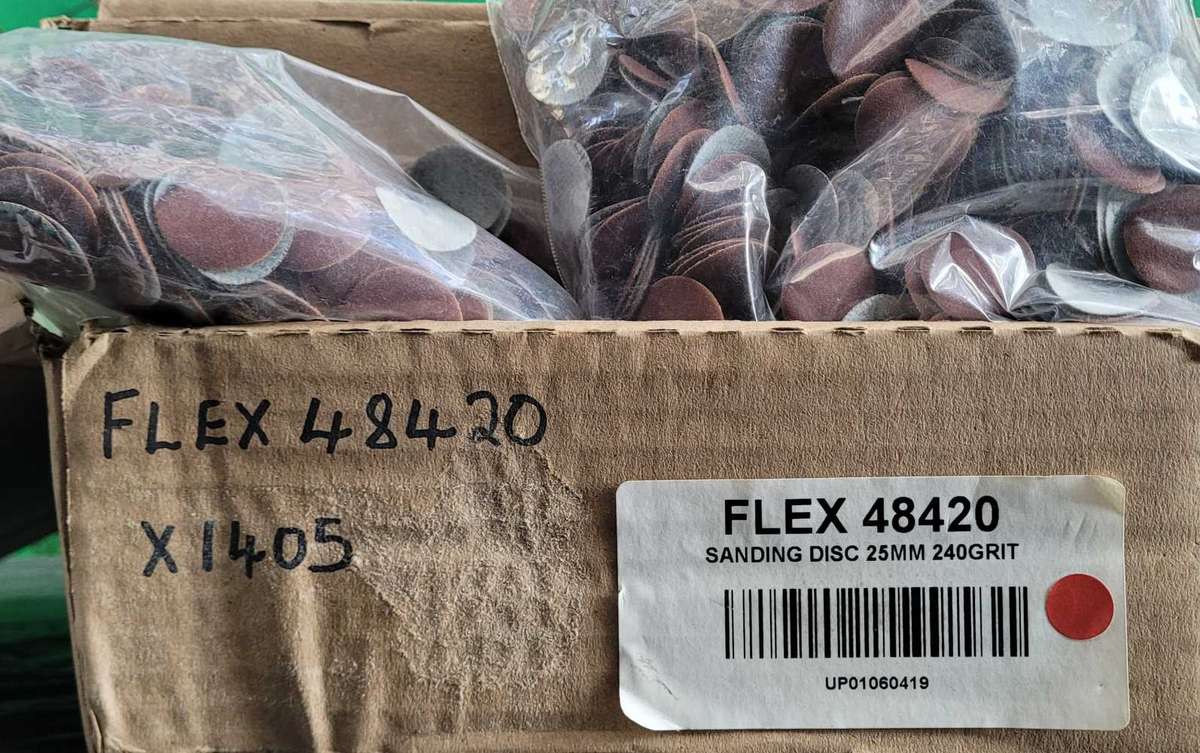 FLEX 48420
X1405
FLEX 48420
SANDING DISC 25MM 240GRIT
UP01060419